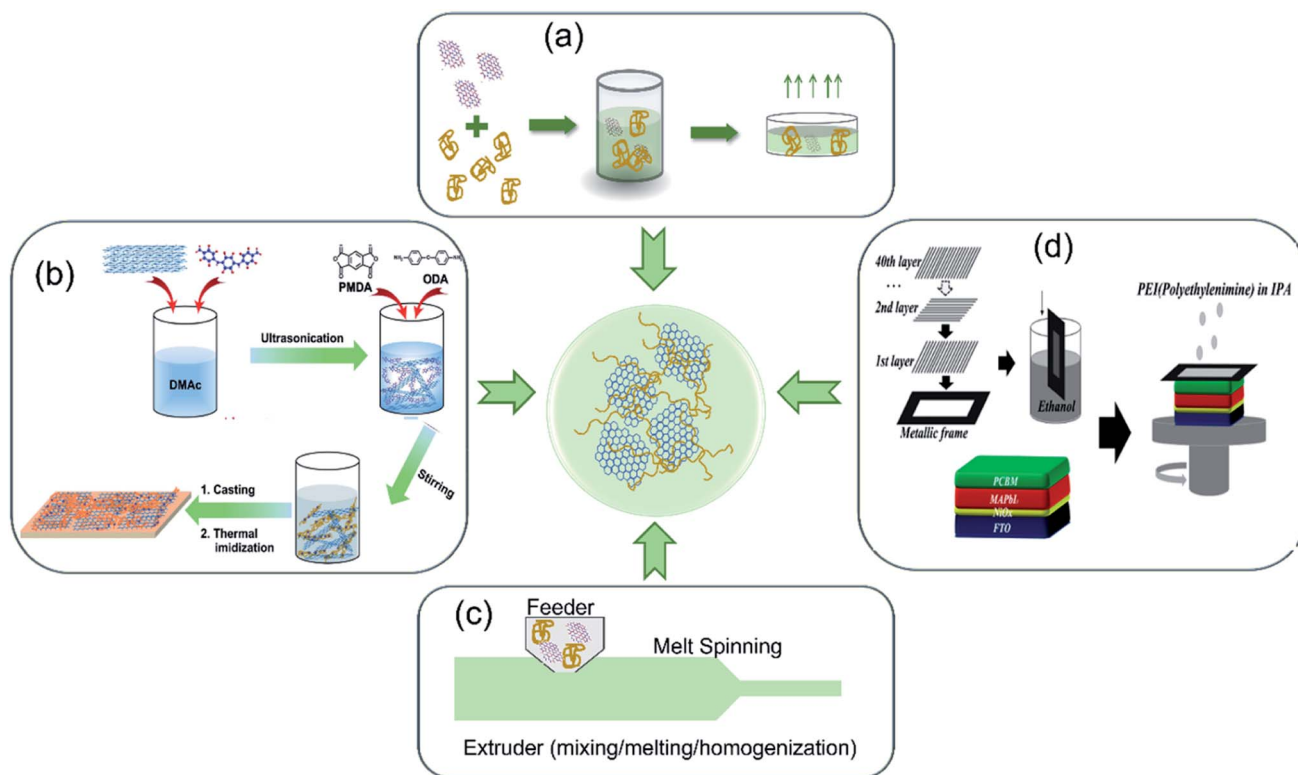 (a)
(b)
PMDA
ODA
Ultrasonication
DMAc
Stirring
1. Casting
2. Thermal
imidization
(c)
Feeder
Melt Spinning
Extruder (mixing/melting/homogenization)
(d)
40th layer
...
2nd layer
1st layer
Metallic frame
Ethanol
PEI(Polyethylenimine) in IPA
PCBM
MAPbI
NiOx
FTO